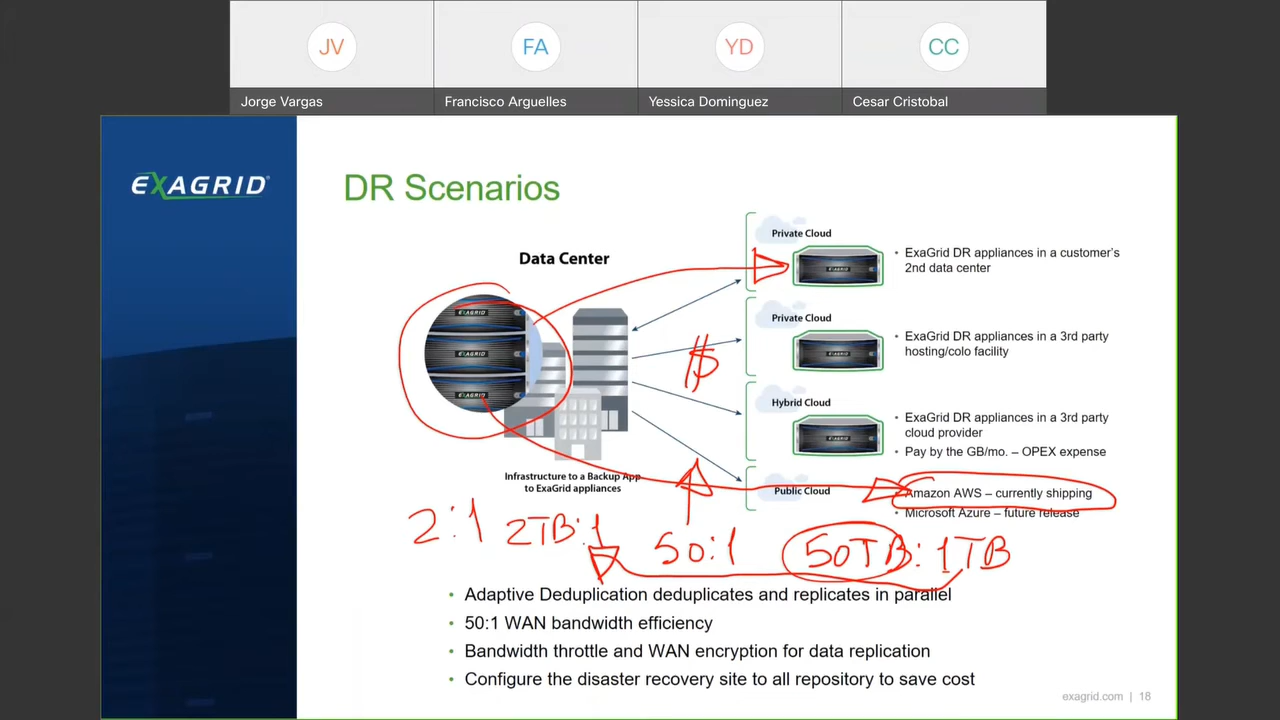 JV
FA
YD
CC
Jorge Vargas
Francisco Arguelles
Yessica Dominguez
Cesar Cristobal
EXAGRID®
DR Scenarios
Data Center
EXAGRID
EXAGRID
EXAGRID
Infrastructure to a Backup App
to ExaGrid appliances
Private Cloud
EXAGRID
• ExaGrid DR appliances in a customer's
2nd data center
Private Cloud
EXAGRID
• ExaGrid DR appliances in a 3rd party
hosting/colo facility
$
Hybrid Cloud
EXAGRID
• ExaGrid DR appliances in a 3rd party
cloud provider
• Pay by the GB/mo. – OPEX expense
Public Cloud
Amazon AWS – currently shipping
• Microsoft Azure – future release
2:1 2TB:1 50:1 50TB:1TB
• Adaptive Deduplication deduplicates and replicates in parallel
• 50:1 WAN bandwidth efficiency
• Bandwidth throttle and WAN encryption for data replication
• Configure the disaster recovery site to all repository to save cost
exagrid.com | 18